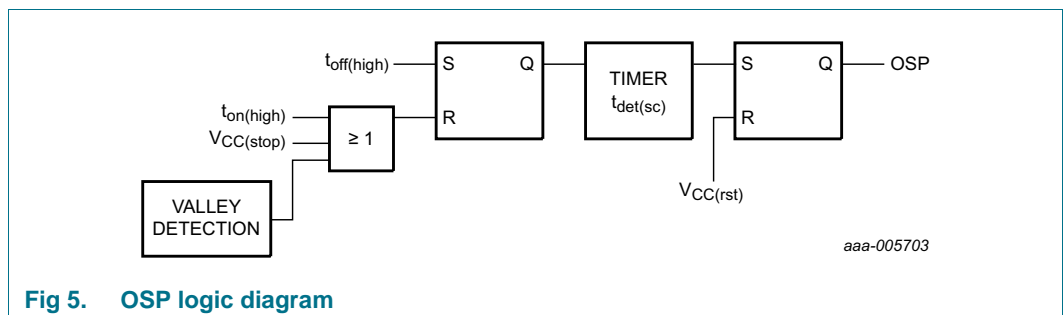 t_off(high)
S
Q
R
t_on(high)
V_CC(stop)
≥ 1
VALLEY
DETECTION
TIMER
t_det(sc)
S
Q
R
OSP
V_CC(rst)
aaa-005703
Fig 5. OSP logic diagram